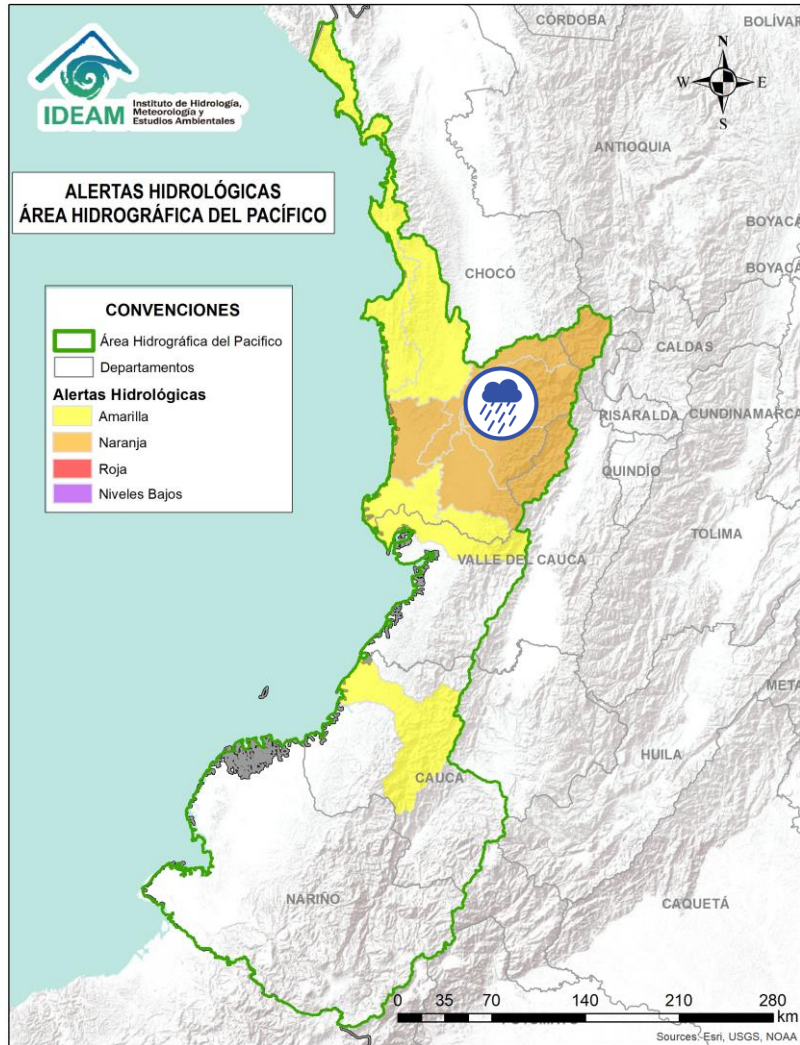 IDEAM
Instituto de Hidrología,
Meteorología y
Estudios Ambientales
ALERTAS HIDROLÓGICAS
ÁREA HIDROGRÁFICA DEL PACÍFICO
CONVENCIONES
Área Hidrográfica del Pacifico
Departamentos
Alertas Hidrológicas
Amarilla
Naranja
Roja
Niveles Bajos
N
W
E
S
CÓRDOBA
BOLÍVAR
ANTIOQUIA
BOYACÁ
BOYACÁ
CHOCÓ
CALDAS
RISARALDA
CUNDINAMARCA
QUINDÍO
TOLIMA
VALLE DEL CAUCA
META
HUILA
CAUCA
NARIÑO
CAQUETÁ
0 35 70 140 210 280
km
Sources: Esri, USGS, NOAA